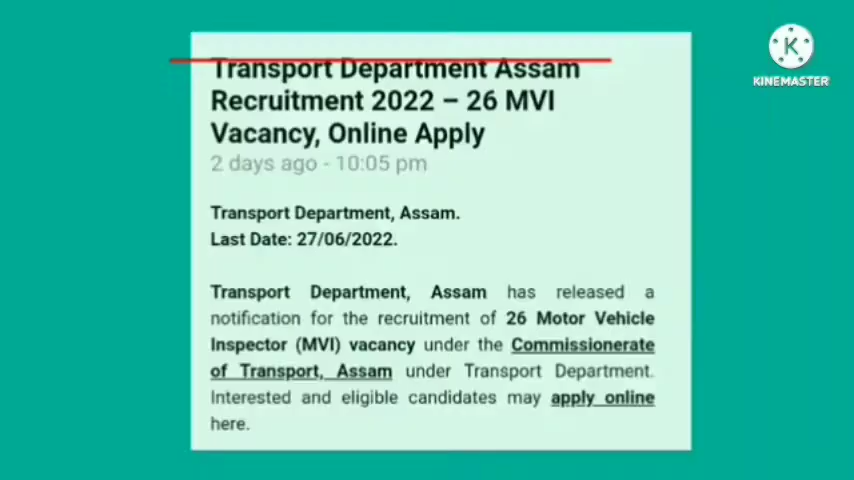 Transport Department Assam
Recruitment 2022 – 26 MVI
Vacancy, Online Apply
2 days ago - 10:05 pm
Transport Department, Assam.
Last Date: 27/06/2022.
Transport Department, Assam has released a
notification for the recruitment of 26 Motor Vehicle
Inspector (MVI) vacancy under the Commissionerate
of Transport, Assam under Transport Department.
Interested and eligible candidates may apply online
here.
K
KINEMASTER